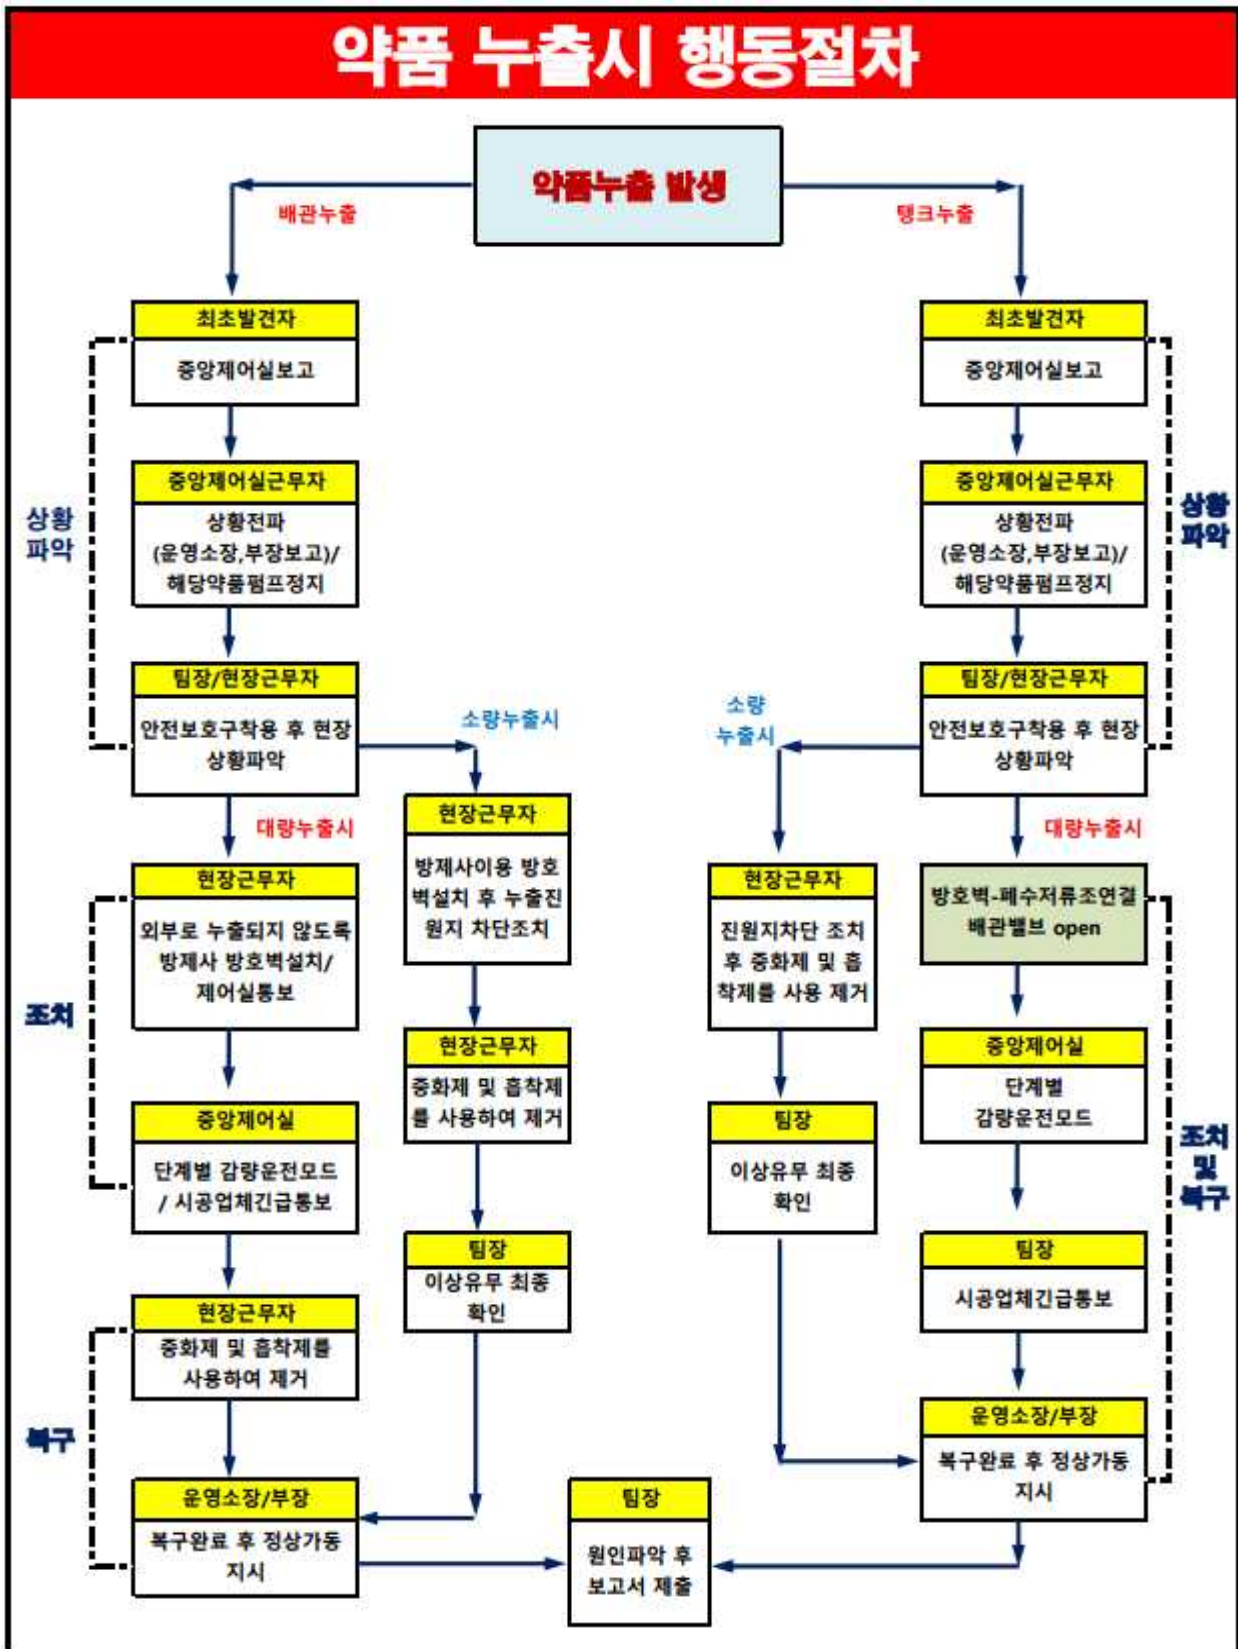 약품 누출시 행동절차
약품누출 발생
배관누출
탱크누출
상황
파악
최초발견자
중앙제어실보고
중앙제어실근무자
상황전파
(운영소장,부장보고)/
해당약품펌프정지
팀장/현장근무자
안전보호구착용 후 현장
상황파악
소량누출시
대량누출시
조치
현장근무자
외부로 누출되지 않도록
방제사 방호벽설치/
제어실통보
중앙제어실
단계별 감량운전모드
/ 시공업체긴급통보
복구
현장근무자
중화제 및 흡착제를
사용하여 제거
운영소장/부장
복구완료 후 정상가동
지시
현장근무자
방제사이용 방호
벽설치 후 누출진
원지 차단조치
현장근무자
중화제 및 흡착제
를 사용하여 제거
팀장
이상유무 최종
확인
최초발견자
중앙제어실보고
상황
파악
중앙제어실근무자
상황전파
(운영소장,부장보고)/
해당약품펌프정지
팀장/현장근무자
안전보호구착용 후 현장
상황파악
소량
누출시
대량누출시
현장근무자
진원지차단 조치
후 중화제 및 흡
착제를 사용 제거
팀장
이상유무 최종
확인
방호벽-폐수저류조연결
배관밸브 open
중앙제어실
단계별
감량운전모드
조치
및
복구
팀장
시공업체긴급통보
운영소장/부장
복구완료 후 정상가동
지시
팀장
원인파악 후
보고서 제출